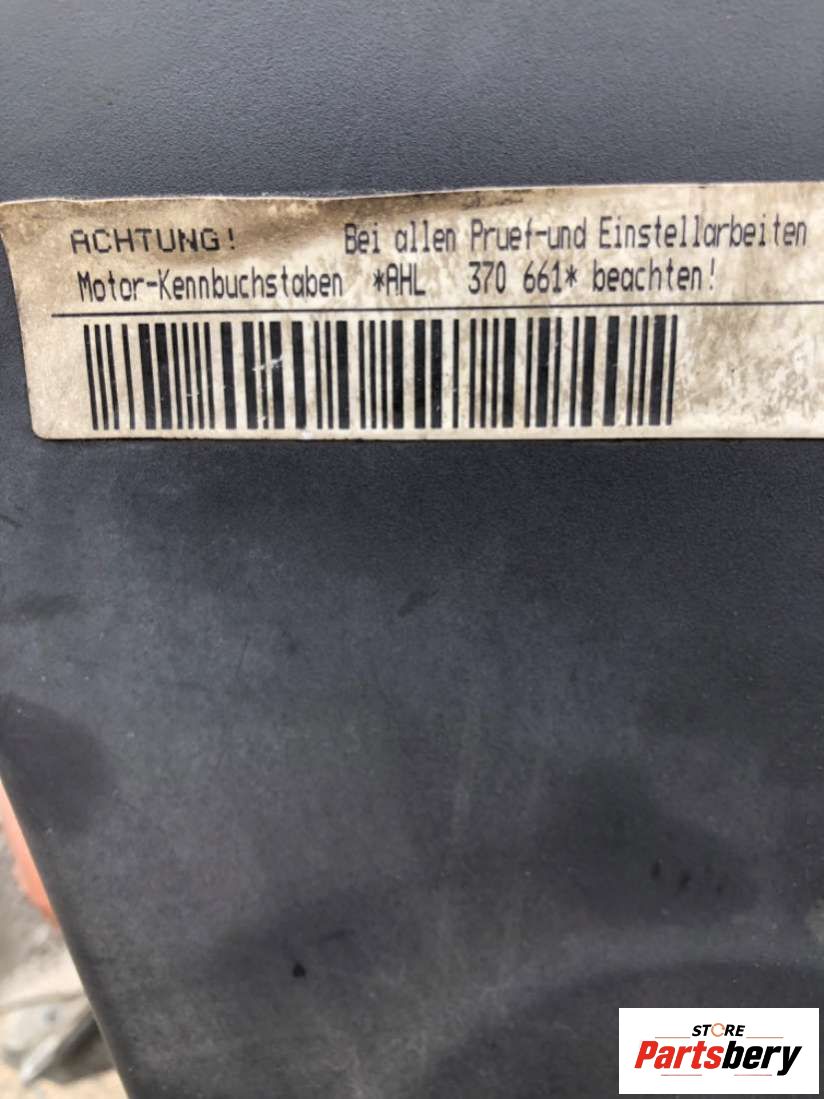 ACHTUNG! Bei allen Pruef-und Einstellarbeiten
Motor-Kennbuchstaben *AHL 370 661* beachten!
STORE
Partsbery